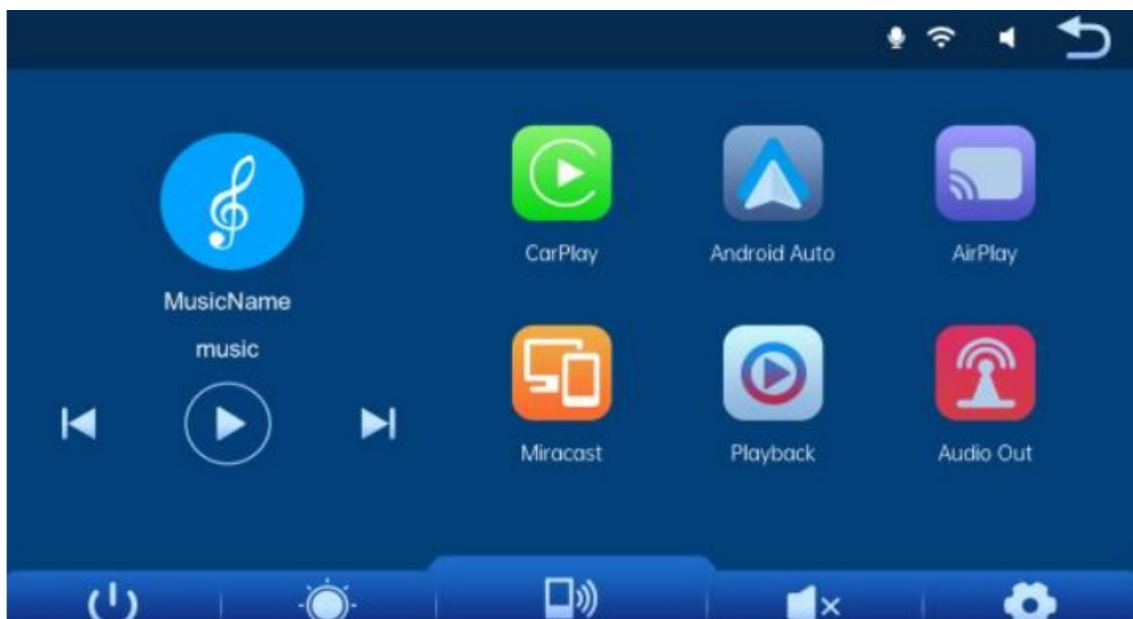 MusicName
music
CarPlay
Android Auto
AirPlay
Miracast
Playback
Audio Out